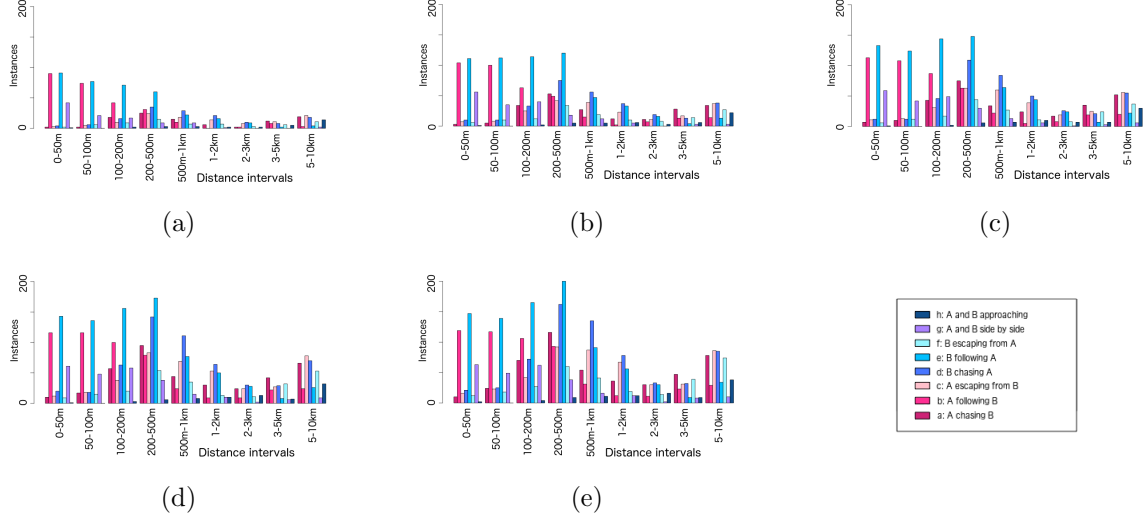 200
Instances
0
0-50m
50-100m
100-200m
200-500m
500m-1km
1-2km
2-3km
3-5km
5-10km
Distance intervals
(a)
200
Instances
0
0-50m
50-100m
100-200m
200-500m
500m-1km
1-2km
2-3km
3-5km
5-10km
Distance intervals
(b)
200
Instances
0
0-50m
50-100m
100-200m
200-500m
500m-1km
1-2km
2-3km
3-5km
5-10km
Distance intervals
(c)
200
Instances
0
0-50m
50-100m
100-200m
200-500m
500m-1km
1-2km
2-3km
3-5km
5-10km
Distance intervals
(d)
200
Instances
0
0-50m
50-100m
100-200m
200-500m
500m-1km
1-2km
2-3km
3-5km
5-10km
Distance intervals
(e)
h: A and B approaching
g: A and B side by side
f: B escaping from A
e: B following A
d: B chasing A
c: A escaping from B
b: A following B
a: A chasing B